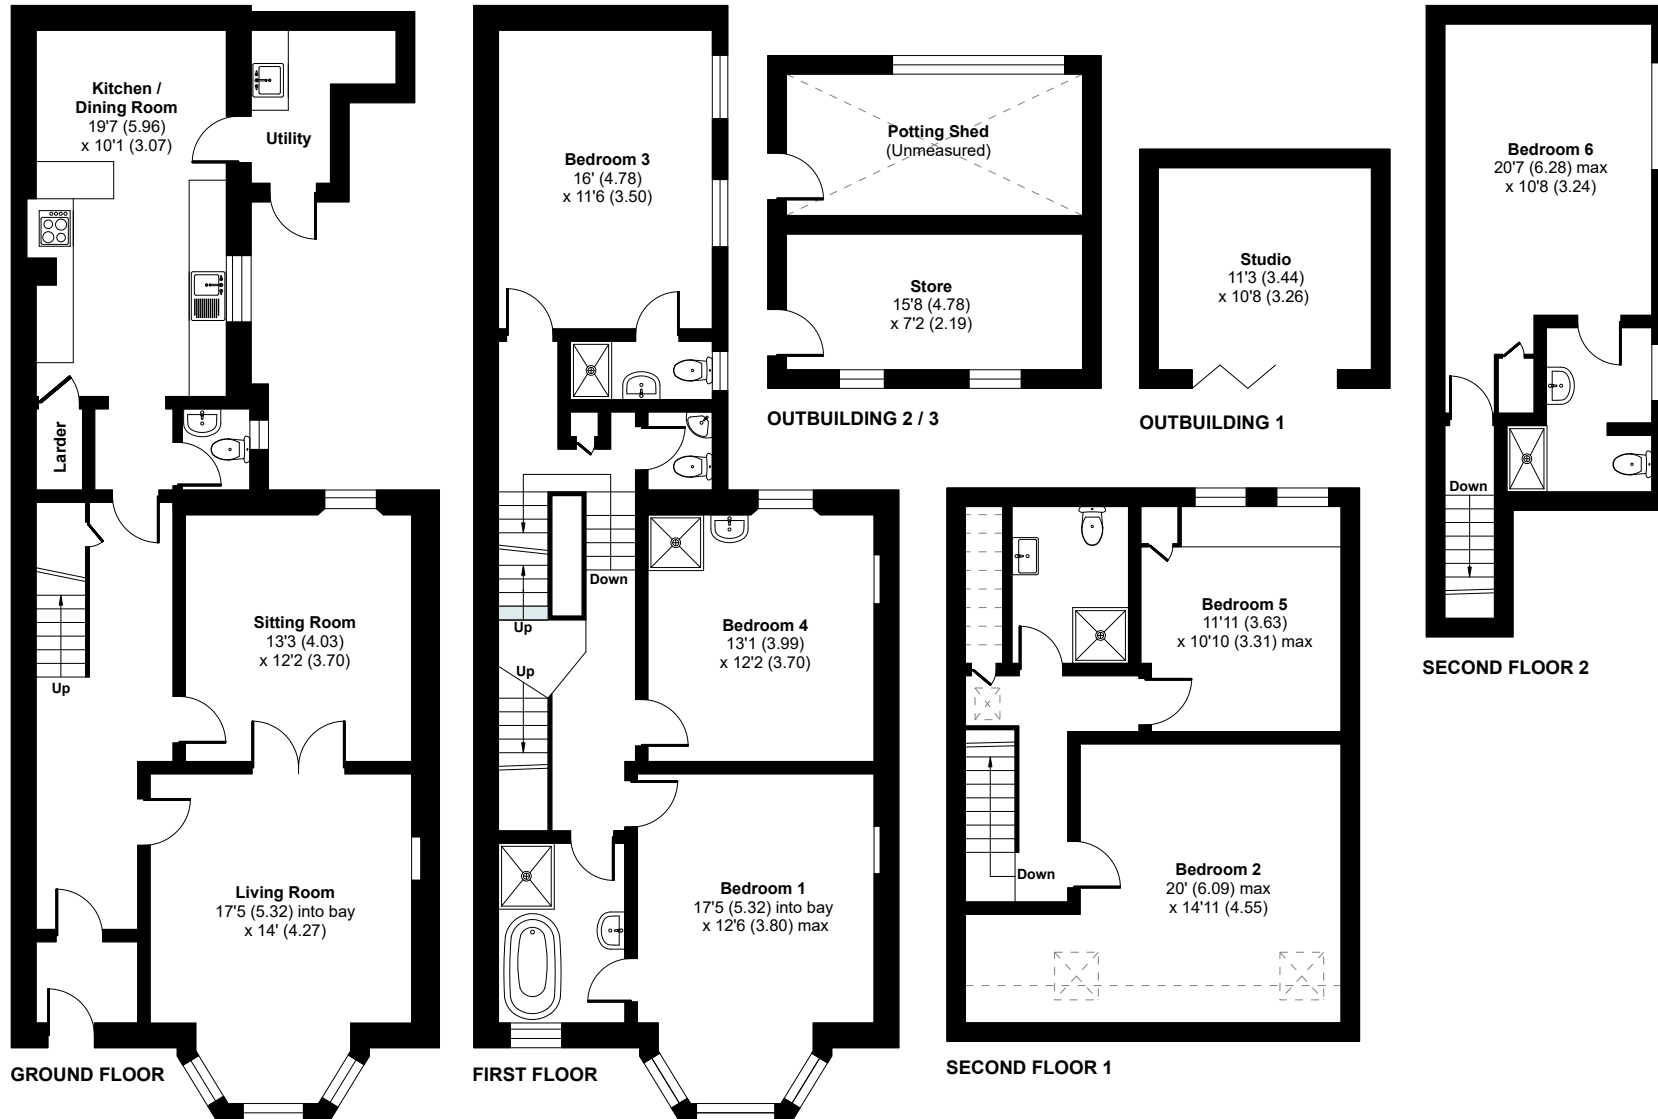 Kitchen /
Dining Room
19'7 (5.96)
x 10'1 (3.07)
Utility
Larder
Sitting Room
13'3 (4.03)
x 12'2 (3.70)
Up
Living Room
17'5 (5.32) into bay
x 14' (4.27)
GROUND FLOOR
Bedroom 3
16' (4.78)
x 11'6 (3.50)
Down
Up
Up
Bedroom 4
13'1 (3.99)
x 12'2 (3.70)
Bedroom 1
17'5 (5.32) into bay
x 12'6 (3.80) max
FIRST FLOOR
Potting Shed
(Unmeasured)
Store
15'8 (4.78)
x 7'2 (2.19)
OUTBUILDING 2 / 3
Studio
11'3 (3.44)
x 10'8 (3.26)
OUTBUILDING 1
Bedroom 5
11'11 (3.63)
x 10'10 (3.31) max
Down
Bedroom 2
20' (6.09) max
x 14'11 (4.55)
SECOND FLOOR 1
Bedroom 6
20'7 (6.28) max
x 10'8 (3.24)
Down
SECOND FLOOR 2